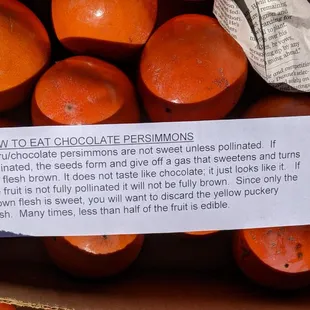 W TO EAT CHOCOLATE PERSIMMONS
ru/chocolate persimmons are not sweet unless pollinated. If
inated, the seeds form and give off a gas that sweetens and turns
flesh brown. It does not taste like chocolate; it just looks like it. If
fruit is not fully pollinated it will not be fully brown. Since only the
own flesh is sweet, you will want to discard the yellow puckery
sh. Many times, less than half of the fruit is edible.